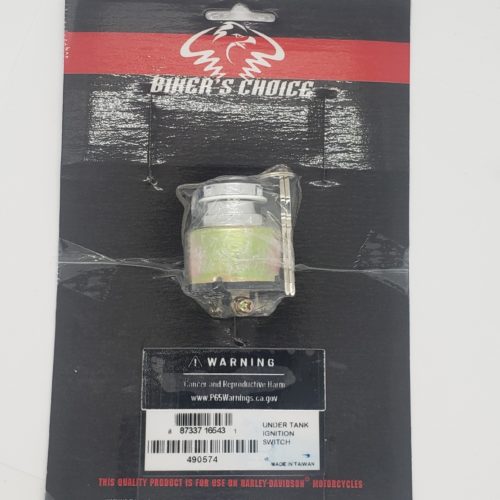 BIKER'S CHOICE
⚠ WARNING
Cancer and Reproductive Harm
www.P65Warnings.ca.gov
8 87337 16543 1
490574
UNDER TANK
IGNITION
SWITCH
MADE IN TAIWAN
THIS QUALITY PRODUCT IS FOR USE ON HARLEY-DAVIDSON® MOTORCYCLES